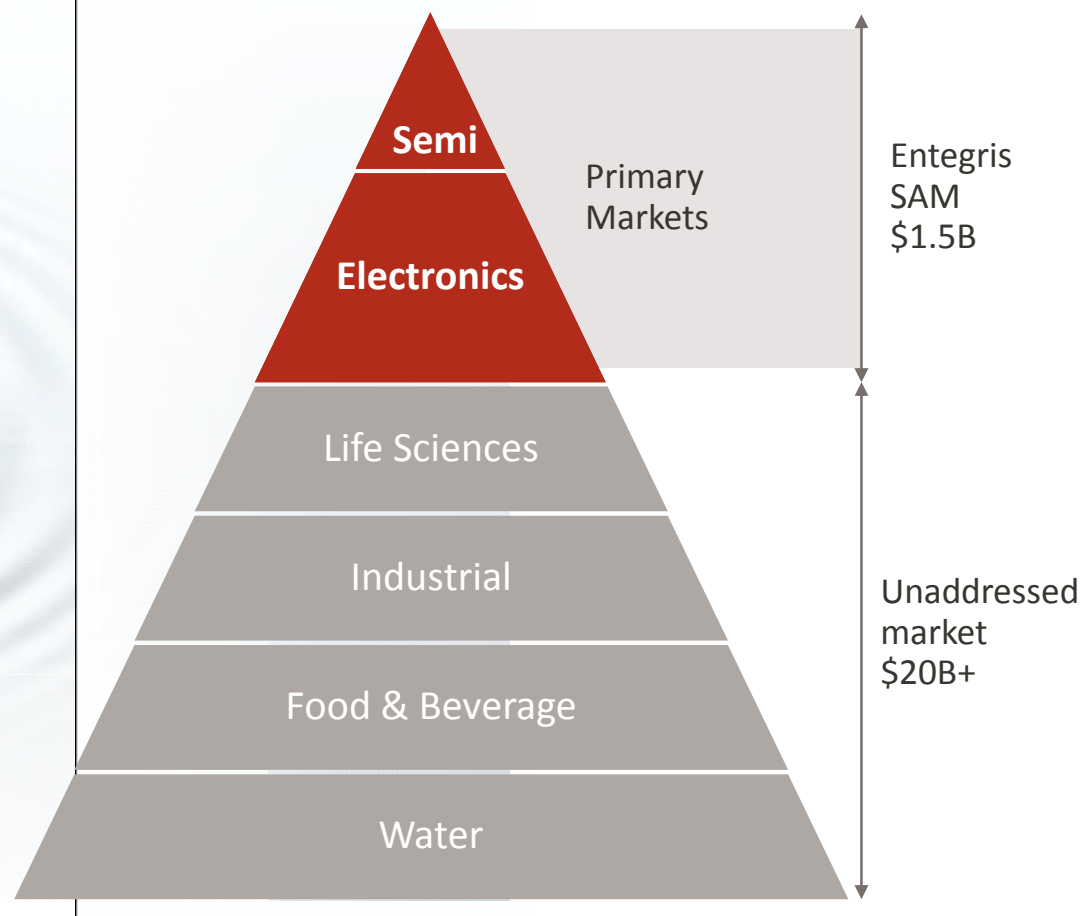 Semi
Electronics
Primary
Markets
Entegris
SAM
$1.5B
Life Sciences
Industrial
Food & Beverage
Water
Unaddressed
market
$20B+